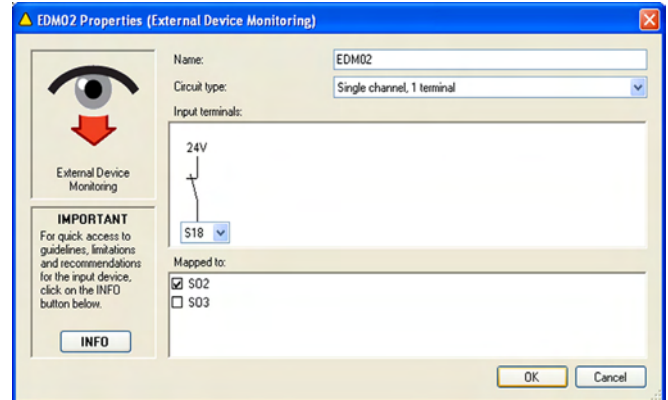 EDM02 Properties (External Device Monitoring)
Name:
EDM02
Circuit type:
Single channel, 1 terminal
Input terminals:
24V
S18
External Device
Monitoring
IMPORTANT
For quick access to
guidelines, limitations
and recommendations
for the input device,
click on the INFO
button below.
INFO
Mapped to:
SO2
SO3
OK
Cancel